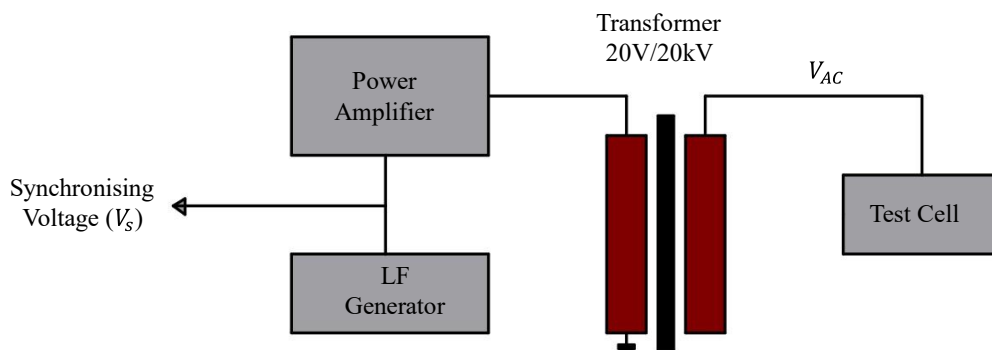 Transformer
20V/20kV
V_AC
Power
Amplifier
Synchronising
Voltage (V_s)
Test Cell
LF
Generator